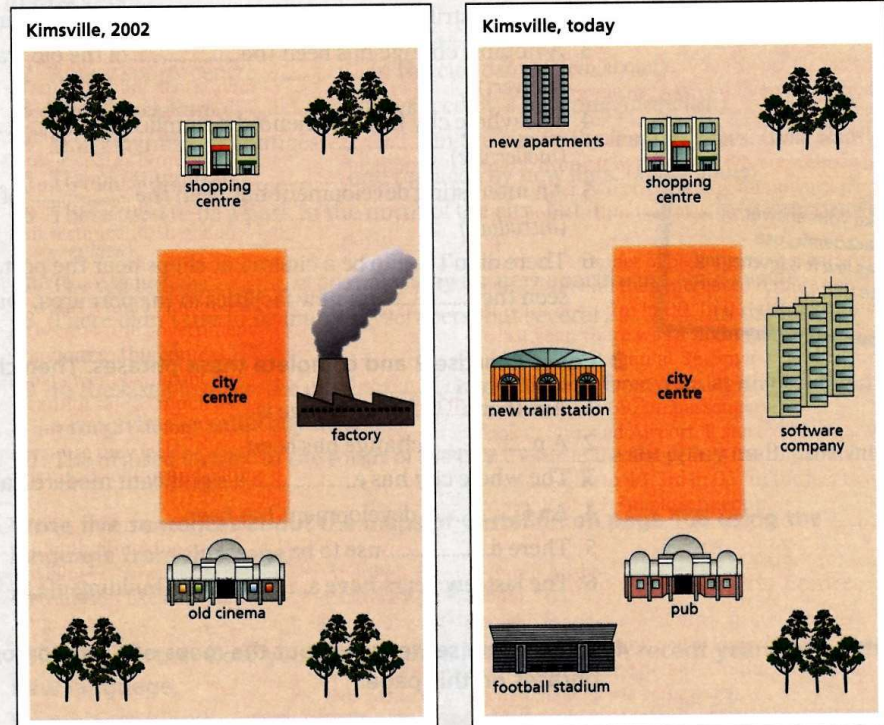 Kimsville, 2002
shopping
centre
city
centre
factory
old cinema
Kimsville, today
new apartments
shopping
centre
new train station
city
centre
software
company
pub
football stadium